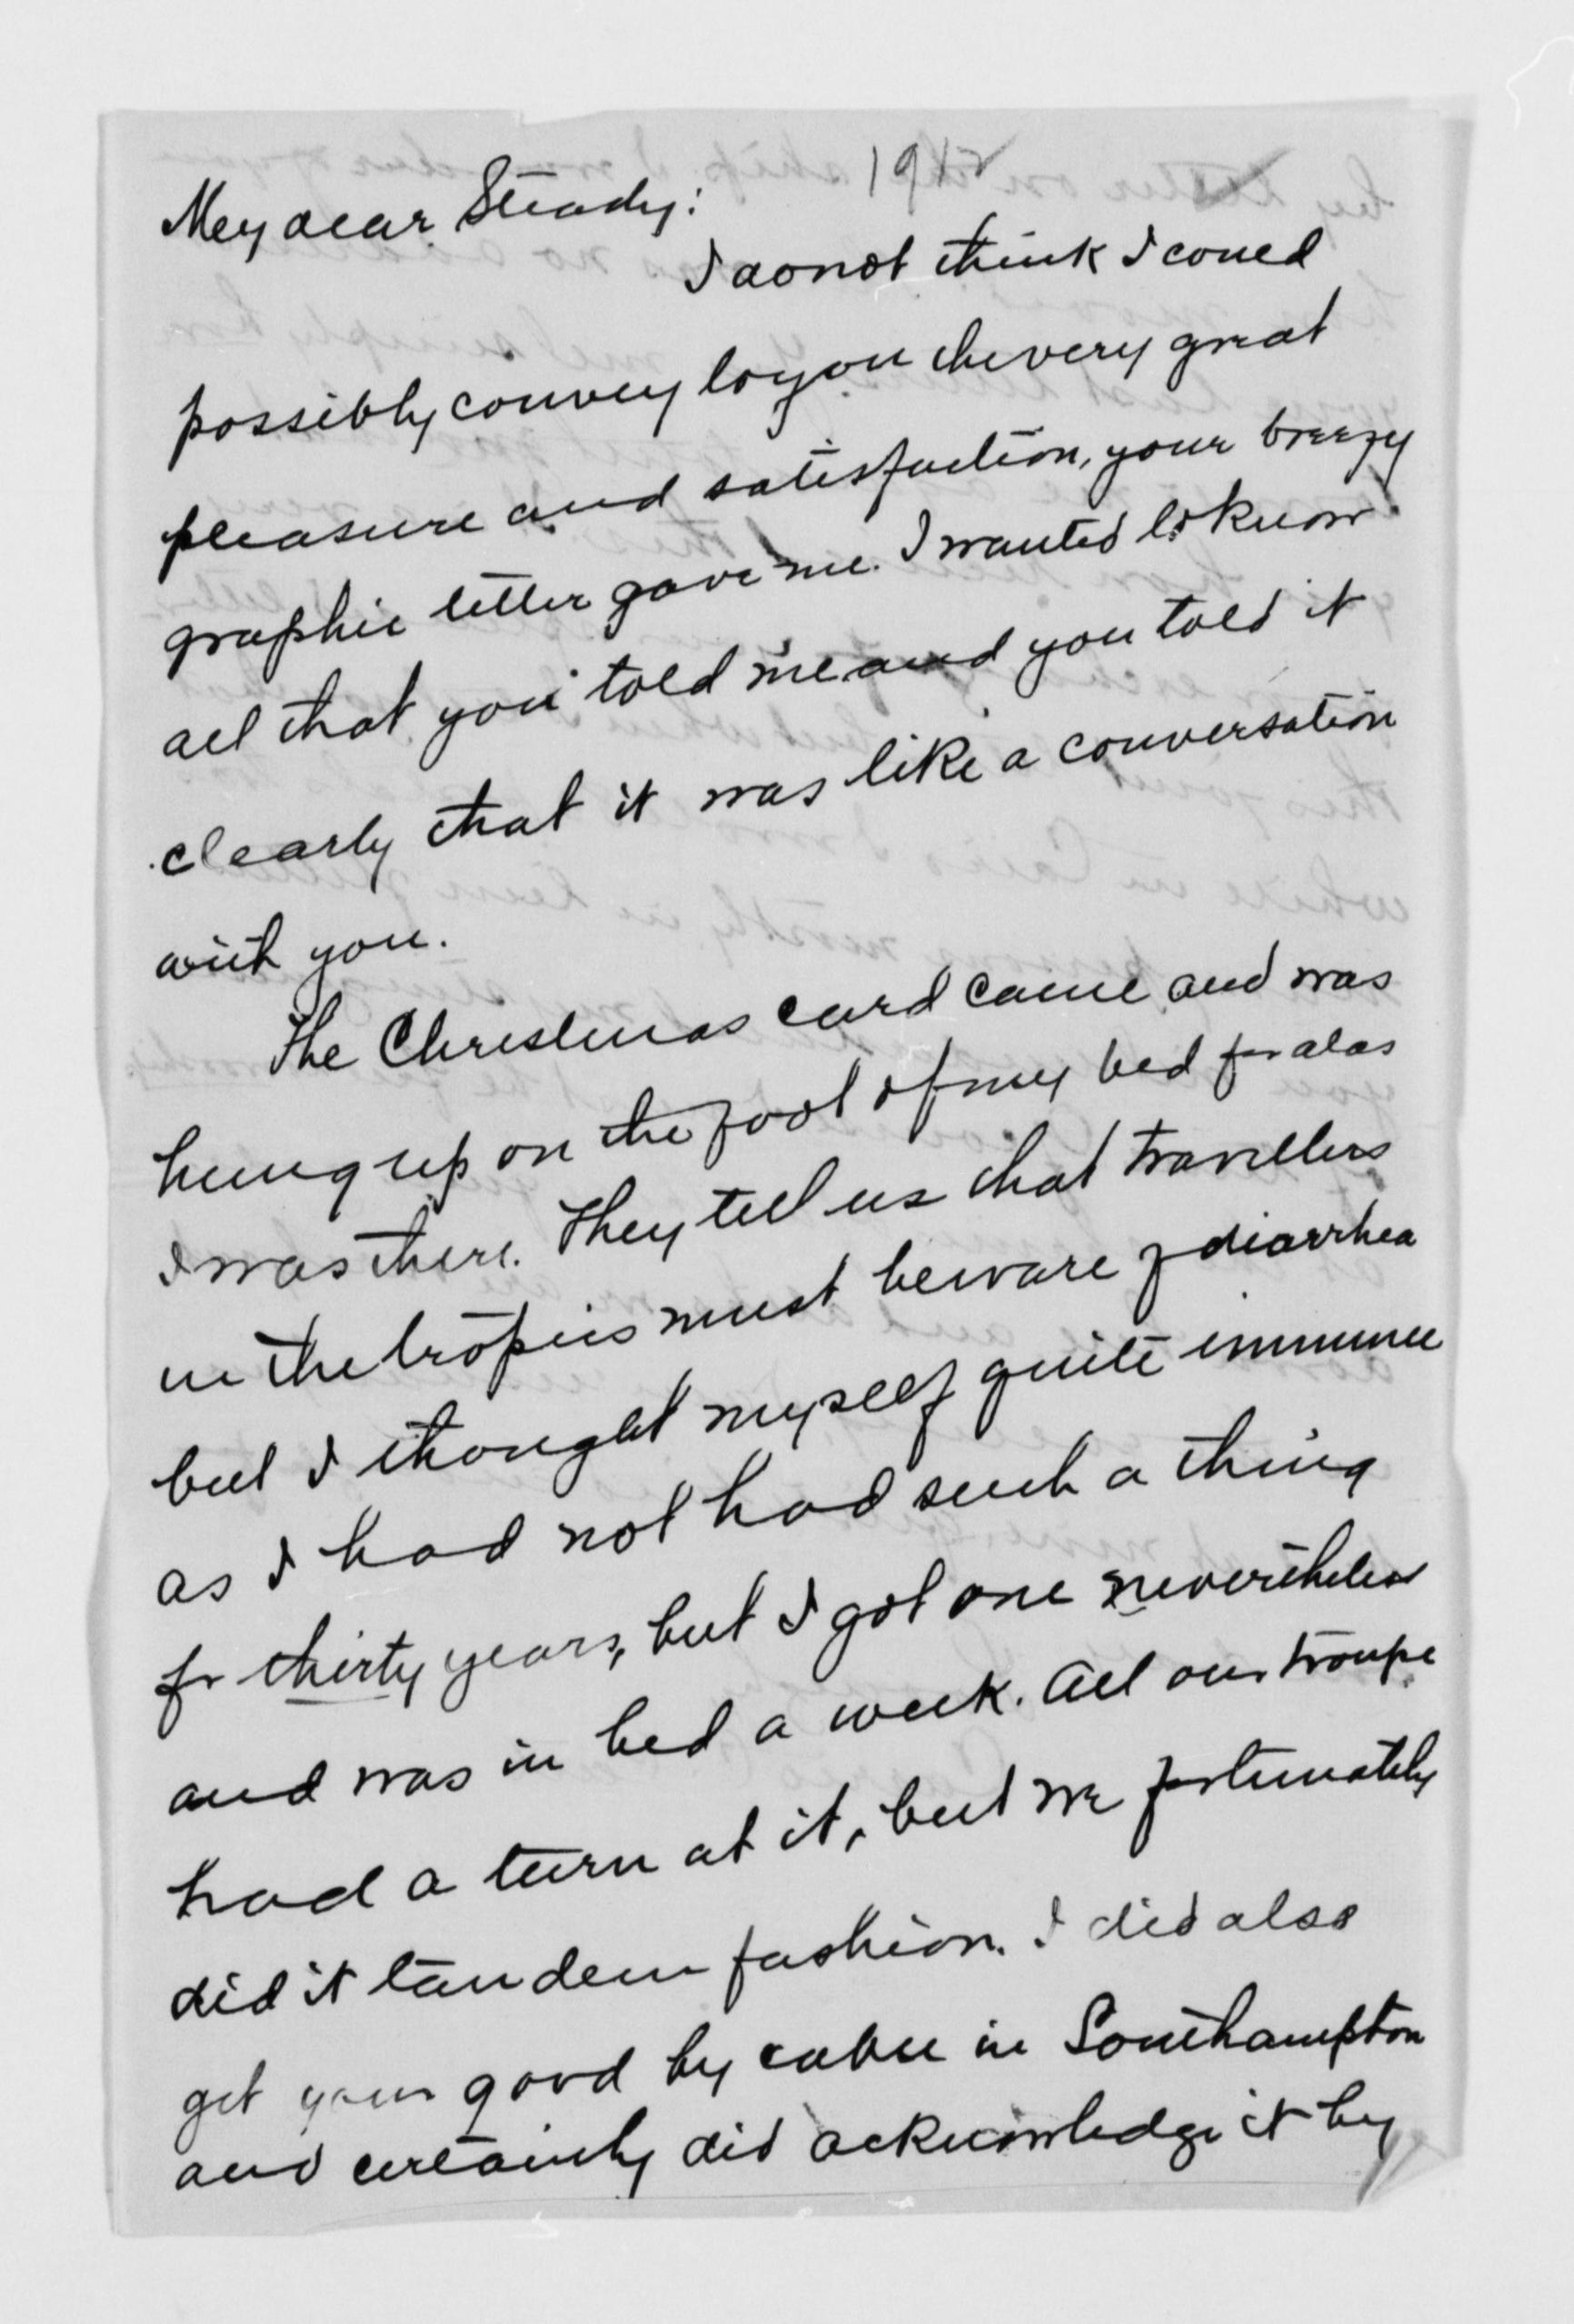 1912
My dear Steady:
I do not think I could
possibly convey to you the very great
pleasure and satisfaction, your breezy
graphic letter gave me. I wanted to know
all that you told me and you told it
clearly that it was like a conversation
with you.
The Christmas card came and was
hung up on the foot of my bed for alas
I was there. They tell us that travellers
in the tropics must beware of diarrhea
but I thought myself quite immune
as I had not had such a thing
for thirty years, but I got one nevertheless
and was in bed a week. All our troupe
had a turn at it, but we fortunately
did it tandem fashion. I did also
get your good by cable in Southampton
and certainly did acknowledge it by